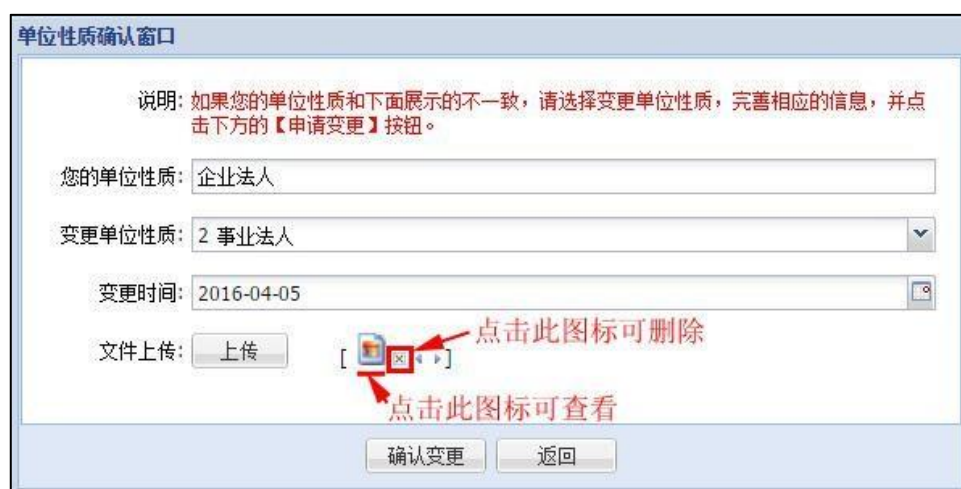 单位性质确认窗口
说明: 如果您的单位性质和下面展示的不一致，请选择变更单位性质，完善相应的信息，并点
击下方的【申请变更】按钮。
您的单位性质: 企业法人
变更单位性质: 2 事业法人
变更时间: 2016-04-05
点击此图标可删除
文件上传: 上传 [ ]
点击此图标可查看
确认变更 返回